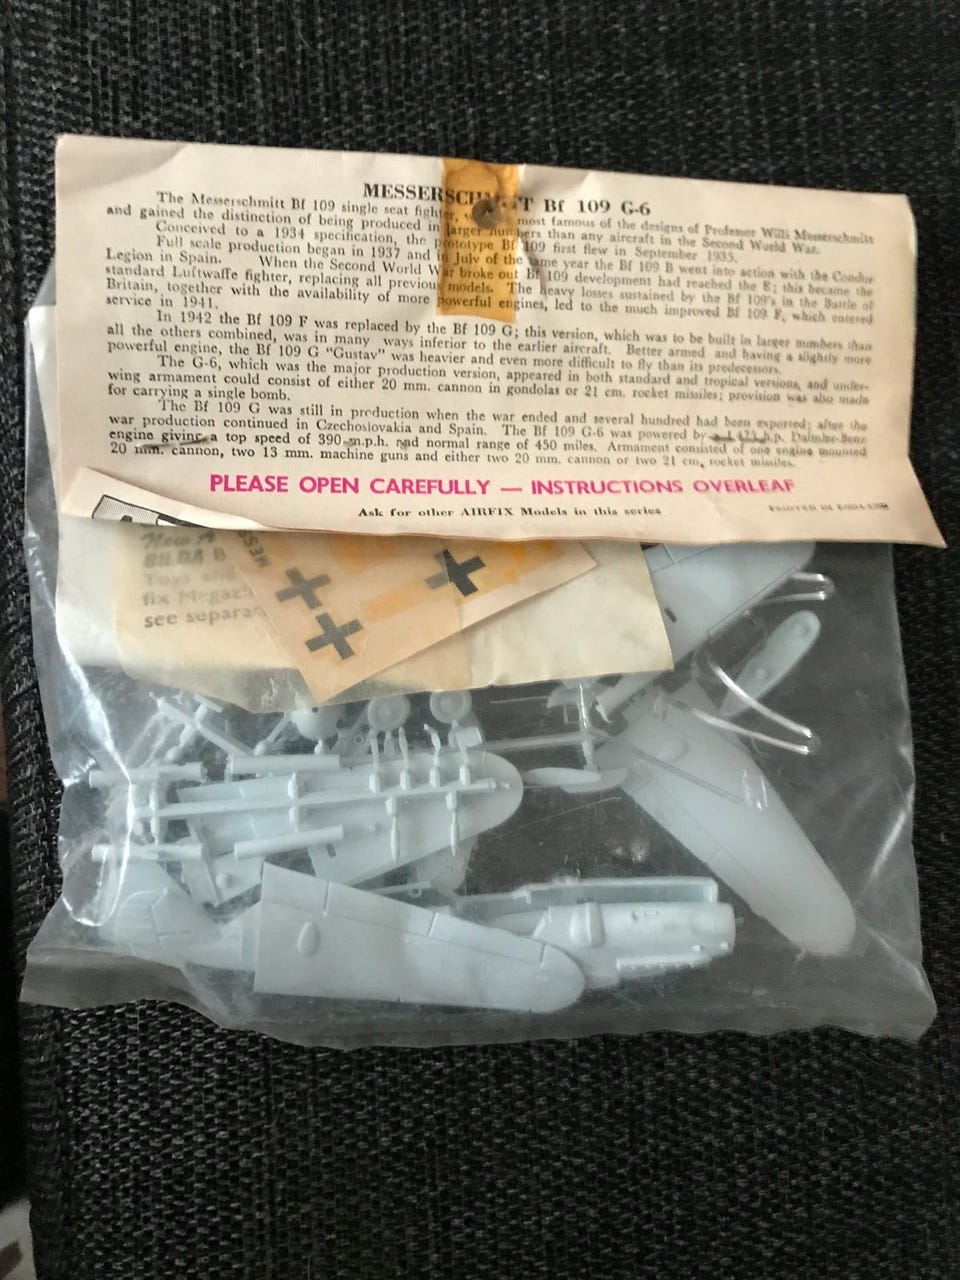 MESSERSCHMITT Bf 109 G-6
The Messerschmitt Bf 109 single seat fighter, most famous of the designs of Professor Willi Messerschmitt
and gained the distinction of being produced in larger numbers than any aircraft in the Second World War.
Conceived to a 1934 specification, the prototype Bf 109 first flew in September 1935.
Full scale production began in 1937 and in July of the same year the Bf 109 B went into action with the Condor
Legion in Spain. When the Second World War broke out Bf 109 development had reached the E; this became the
standard Luftwaffe fighter, replacing all previous models. The heavy losses sustained by the Bf 109's in the Battle of
Britain, together with the availability of more powerful engines, led to the much improved Bf 109 F, which entered
service in 1941.
In 1942 the Bf 109 F was replaced by the Bf 109 G; this version, which was to be built in larger numbers than
all the others combined, was in many ways inferior to the earlier aircraft. Better armed and having a slightly more
powerful engine, the Bf 109 G "Gustav" was heavier and even more difficult to fly than its predecessors.
The G-6, which was the major production version, appeared in both standard and tropical versions, and under-
wing armament could consist of either 20 mm. cannon in gondolas or 21 cm. rocket missiles; provision was also made
for carrying a single bomb.
The Bf 109 G was still in production when the war ended and several hundred had been exported; after the
war production continued in Czechoslovakia and Spain. The Bf 109 G-6 was powered by h.p. Daimler-Benz
engine giving a top speed of 390 m.p.h. and normal range of 450 miles. Armament consisted of one engine mounted
20 mm. cannon, two 13 mm. machine guns and either two 20 mm. cannon or two 21 cm. rocket missiles.
PLEASE OPEN CAREFULLY — INSTRUCTIONS OVERLEAF
Ask for other AIRFIX Models in this series
PRINTED IN ENGLAND
New A
BILDA B
Toys and
fix Magaz
see separa
MESS